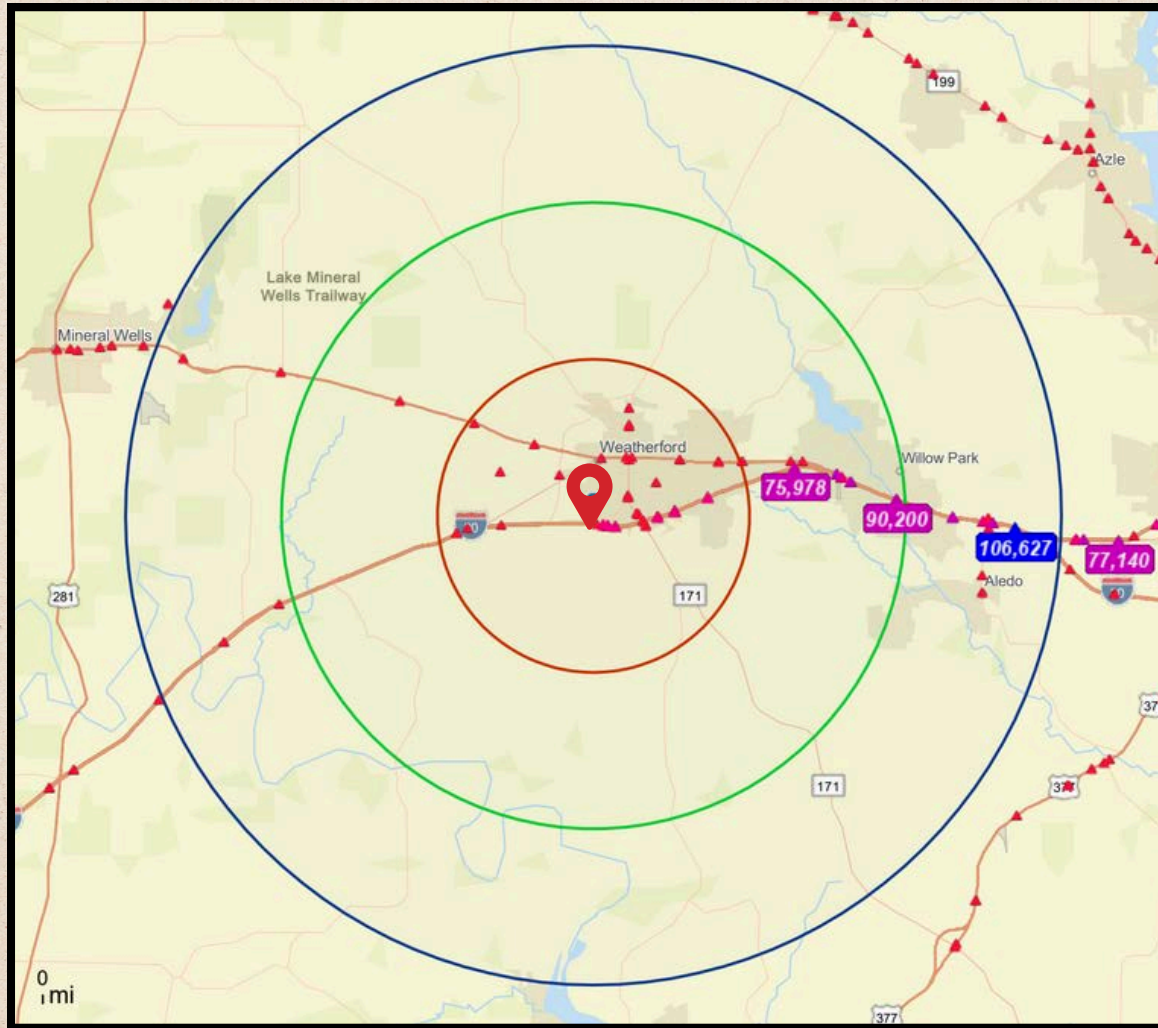 199
Azle
Lake Mineral
Wells Trailway
Mineral Wells
Weatherford
Willow Park
75,978
90,200
106,627
77,140
Aledo
281
171
171
377
377
0
mi